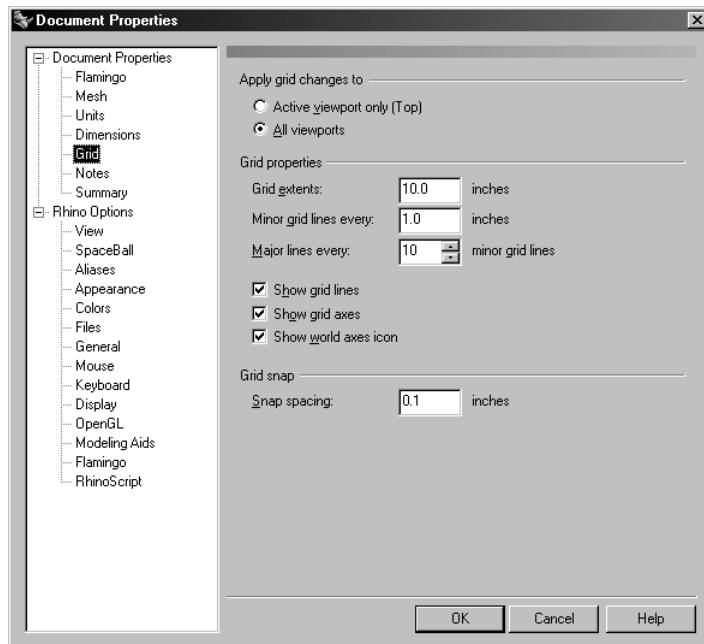 Document Properties
Document Properties
Flamingo
Mesh
Units
Dimensions
Grid
Notes
Summary
Rhino Options
View
SpaceBall
Aliases
Appearance
Colors
Files
General
Mouse
Keyboard
Display
OpenGL
Modeling Aids
Flamingo
RhinoScript
Apply grid changes to
Active viewport only (Top)
All viewports
Grid properties
Grid extents: 10.0 inches
Minor grid lines every: 1.0 inches
Major lines every: 10 minor grid lines
Show grid lines
Show grid axes
Show world axes icon
Grid snap
Snap spacing: 0.1 inches
OK Cancel Help